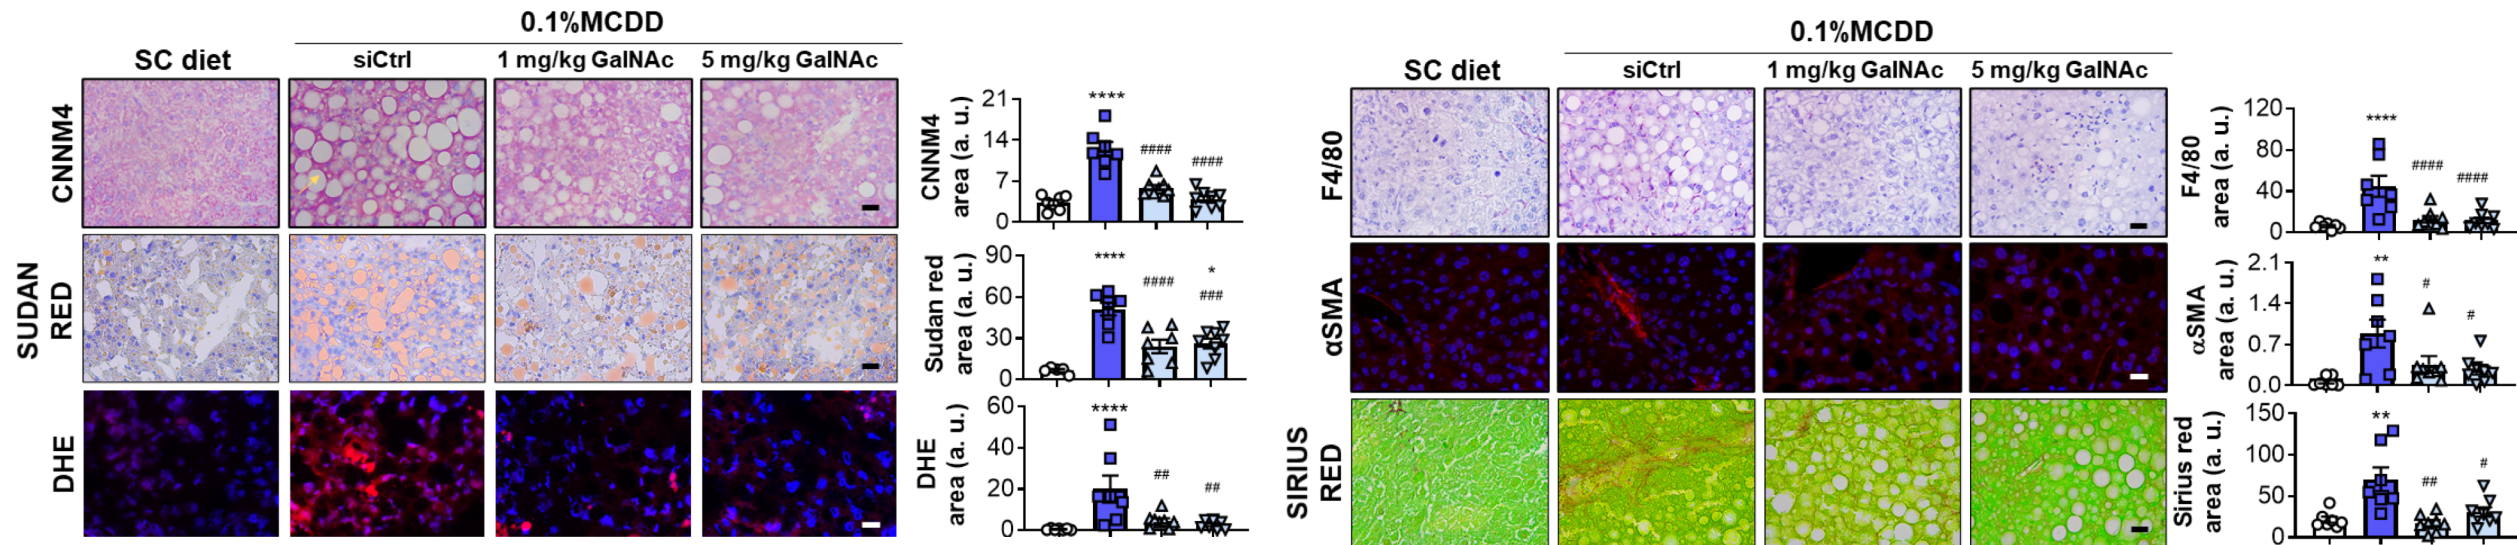 0.1%MCDD
SC diet siCtrl 1 mg/kg GalNAc 5 mg/kg GalNAc
CNNM4
CNNM4
area (a. u.)
21
14
7
0
****
####
####
SUDAN
RED
Sudan red
area (a. u.)
90
60
30
0
****
####
*
###
DHE
DHE
area (a. u.)
60
40
20
0
****
##
##
0.1%MCDD
SC diet siCtrl 1 mg/kg GalNAc 5 mg/kg GalNAc
F4/80
F4/80
area (a. u.)
120
80
40
0
****
####
####
αSMA
αSMA
area (a. u.)
2.1
1.4
0.7
0.0
**
#
#
SIRIUS
RED
Sirius red
area (a. u.)
150
100
50
0
**
##
#